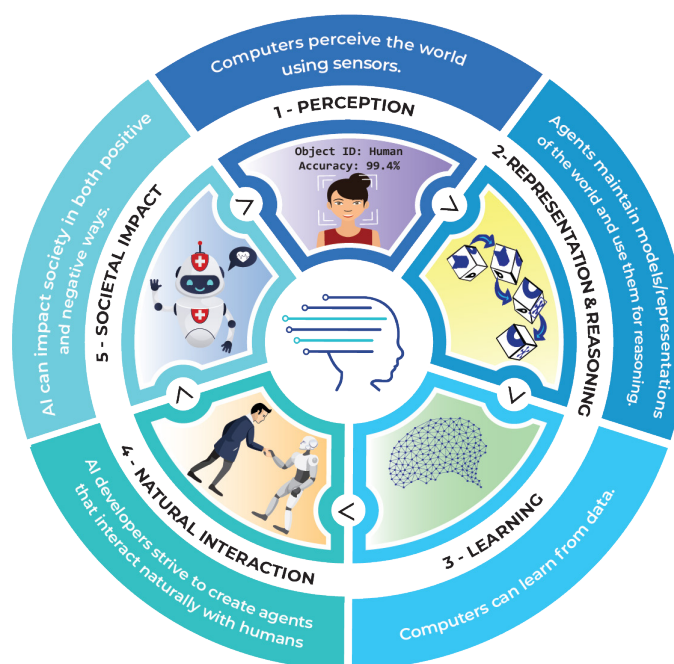 Computers perceive the world
using sensors.
1 - PERCEPTION
Object ID: Human
Accuracy: 99.4%
Agents maintain models/representations
of the world and use them for reasoning.
2-REPRESENTATION & REASONING
3 - LEARNING
Computers can learn from data.
4 - NATURAL INTERACTION
AI developers strive to create agents
that interact naturally with humans
5 - SOCIETAL IMPACT
AI can impact society in both positive
and negative ways.